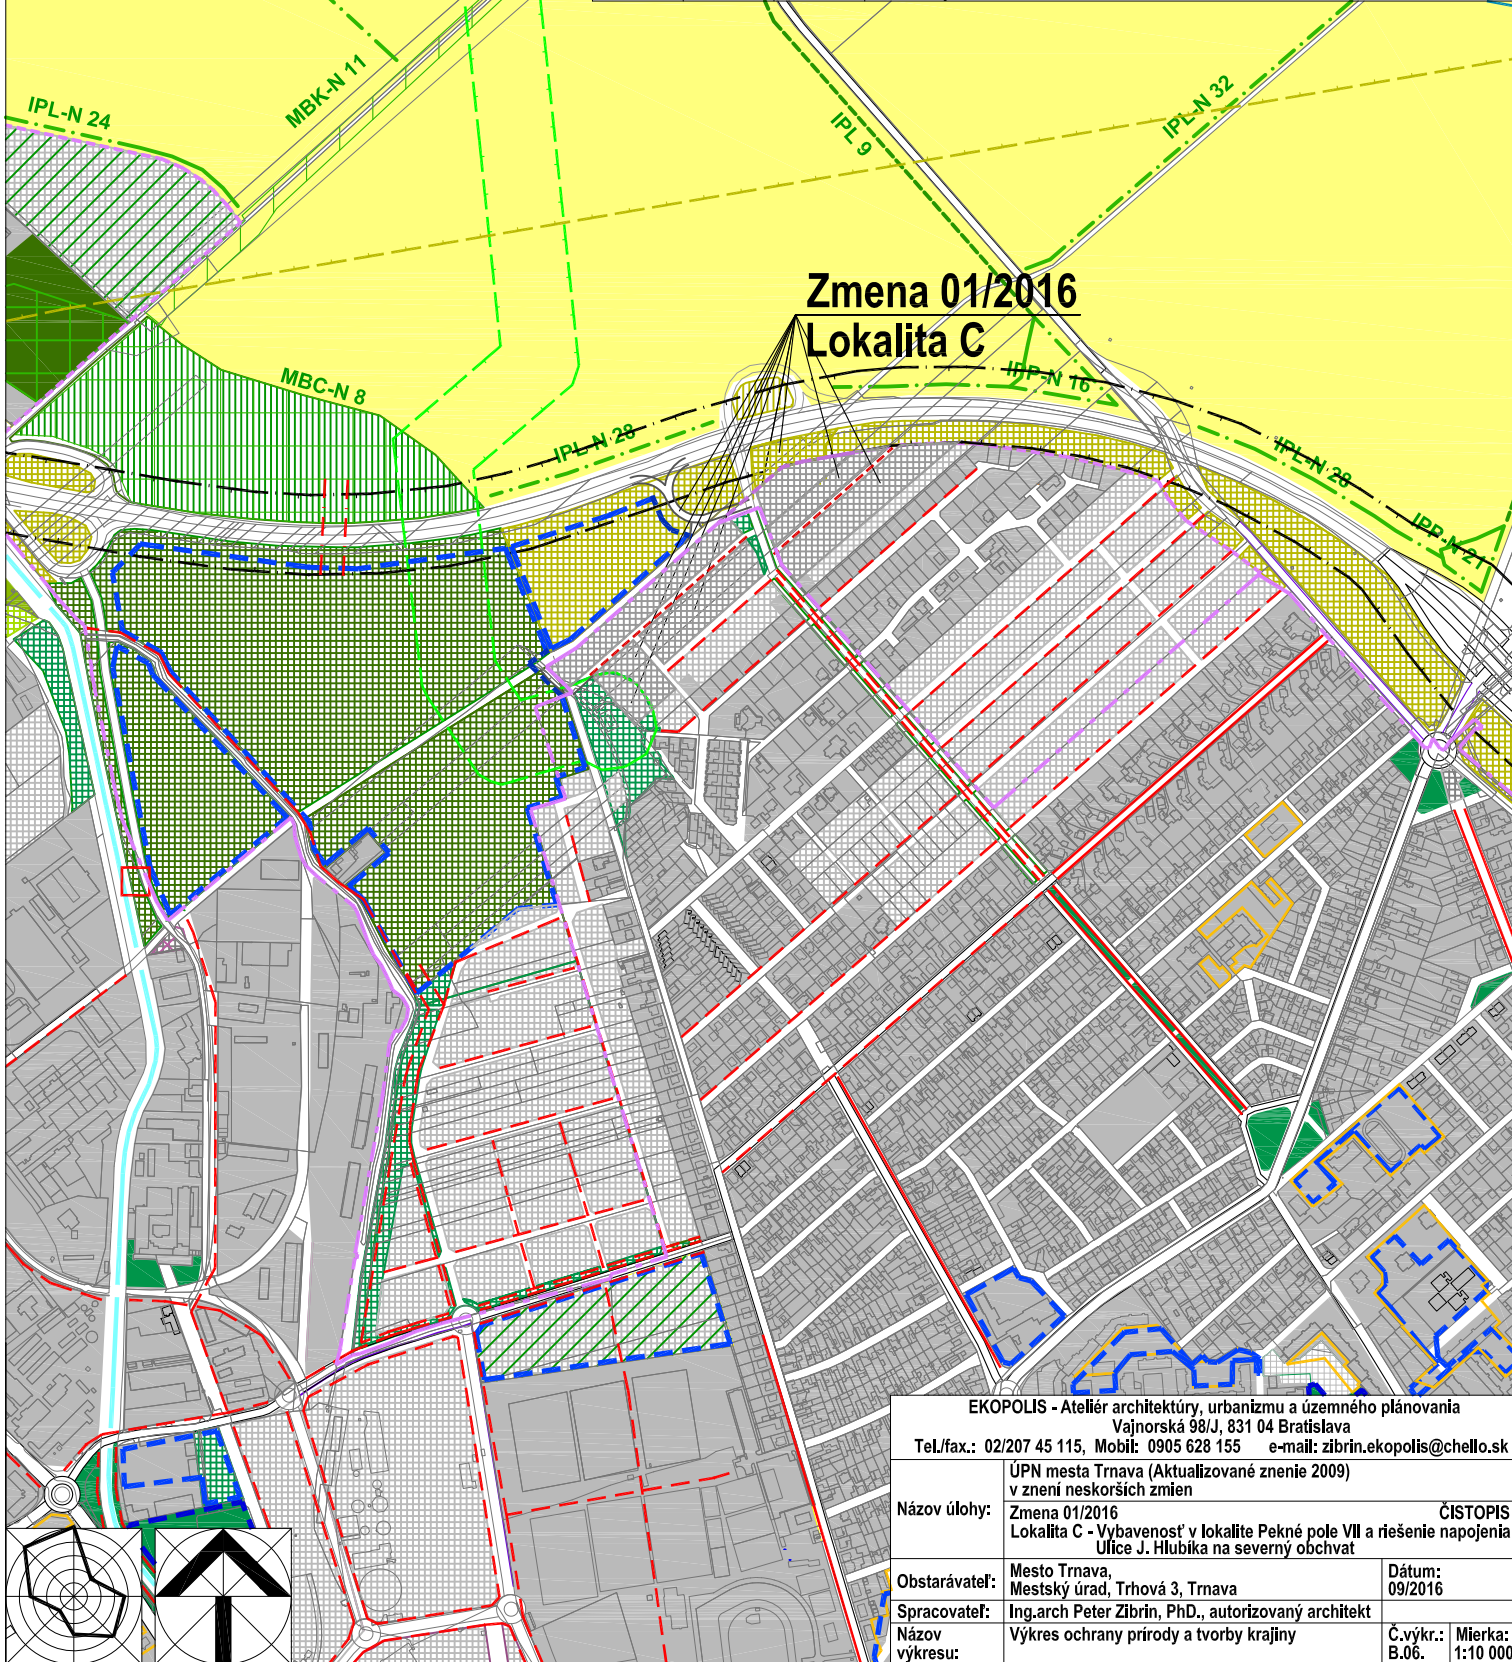 MBK-N 11
IPL-N 24
IPL 9
IPL-N 32
Zmena 01/2016
Lokalita C
MBC-N 8
IPP-N 16
IPL-N 28
IPL-N 28
IPP-N 21
EKOPOLIS - Ateliér architektúry, urbanizmu a územného plánovania
Vajnorská 98/J, 831 04 Bratislava
Tel./fax.: 02/207 45 115, Mobil: 0905 628 155 e-mail: zibrin.ekopolis@chello.sk
Názov úlohy:
ÚPN mesta Trnava (Aktualizované znenie 2009)
v znení neskorších zmien
Zmena 01/2016 ČISTOPIS
Lokalita C - Vybavenosť v lokalite Pekné pole VII a riešenie napojenia
Ulice J. Hlubíka na severný obchvat
Obstarávateľ:
Mesto Trnava,
Mestský úrad, Trhová 3, Trnava
Dátum:
09/2016
Spracovateľ: Ing.arch Peter Zibrin, PhD., autorizovaný architekt
Názov
výkresu:
Výkres ochrany prírody a tvorby krajiny
Č.výkr.:
B.06.
Mierka:
1:10 000